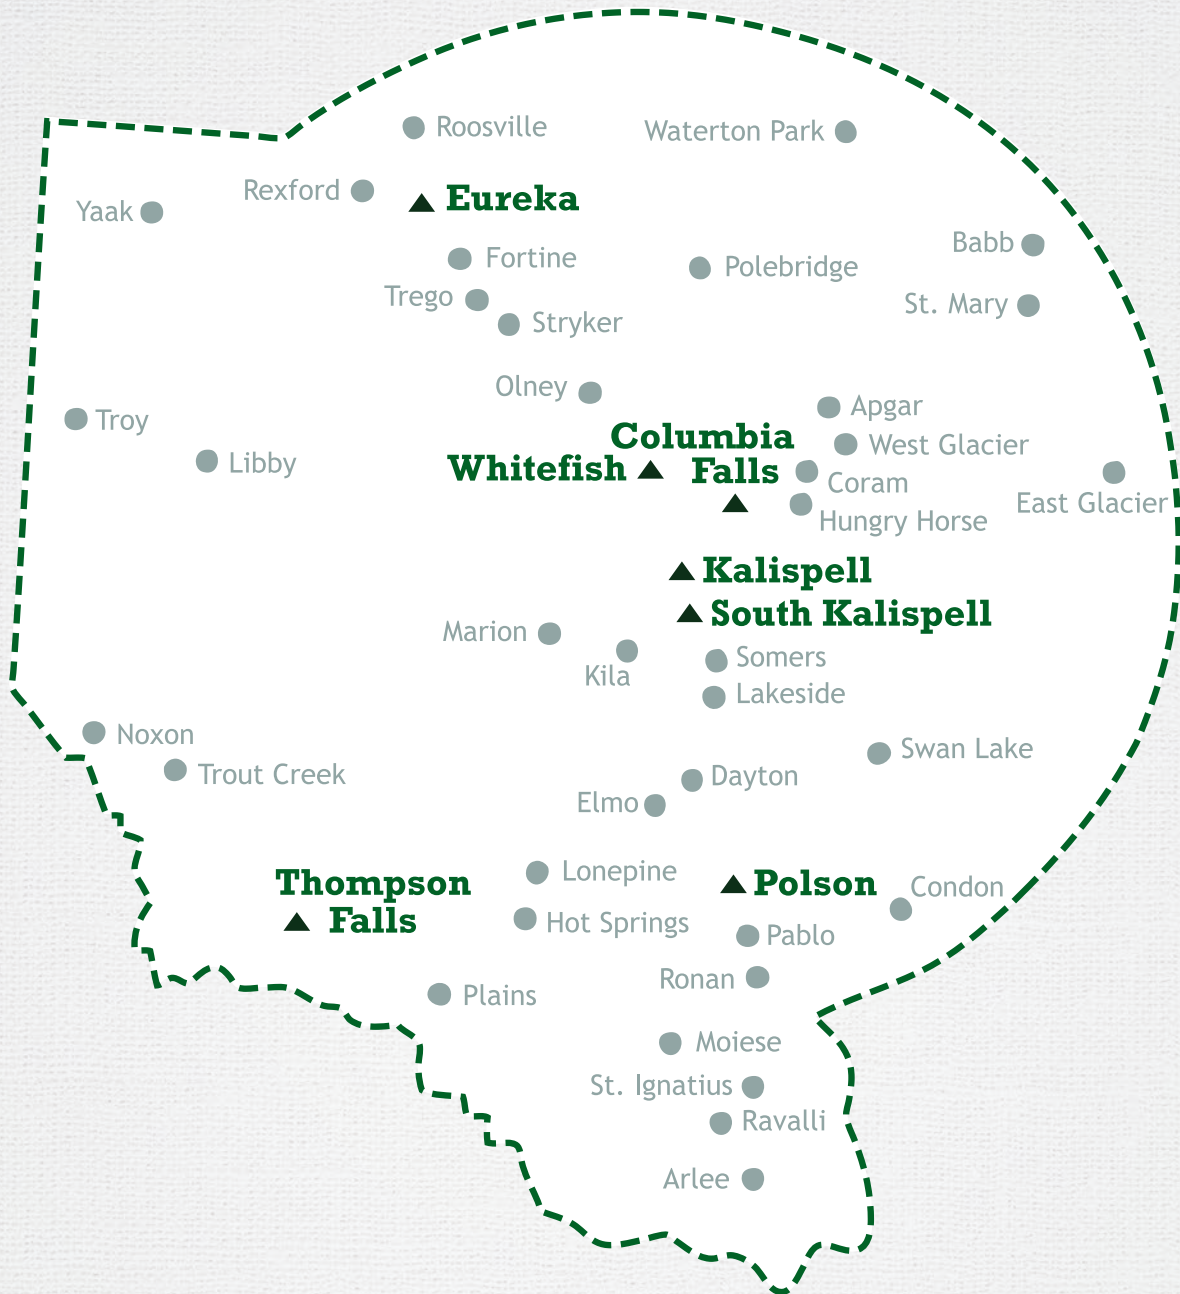 Roosville
Waterton Park
Rexford
Eureka
Yaak
Babb
Fortine
Polebridge
Trego
St. Mary
Stryker
Olney
Apgar
Troy
Columbia
Falls
West Glacier
Libby
Whitefish
Coram
East Glacier
Hungry Horse
Kalispell
South Kalispell
Marion
Kila
Somers
Lakeside
Noxon
Swan Lake
Trout Creek
Dayton
Elmo
Lonepine
Thompson
Falls
Polson
Condon
Hot Springs
Pablo
Ronan
Plains
Moiese
St. Ignatius
Ravalli
Arlee